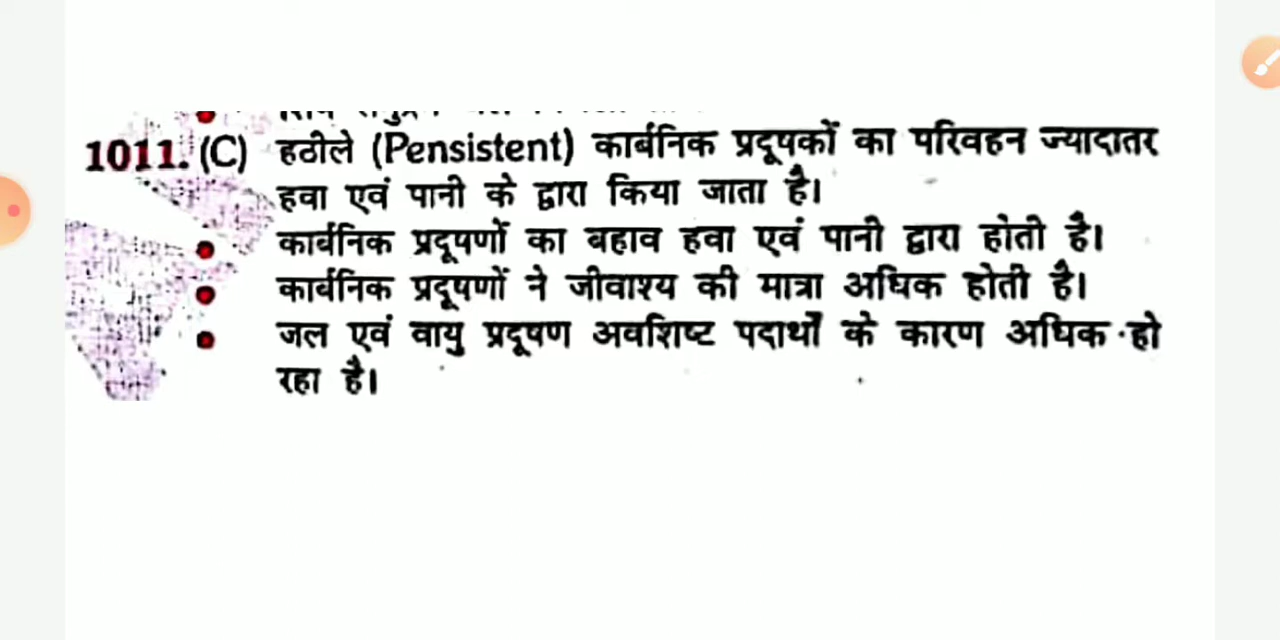 1011. (C) हठीले (Pensistent) कार्बनिक प्रदूषकों का परिवहन ज्यादातर
हवा एवं पानी के द्वारा किया जाता है।
कार्बनिक प्रदूषणों का बहाव हवा एवं पानी द्वारा होती है।
कार्बनिक प्रदूषणों ने जीवाश्य की मात्रा अधिक होती है।
जल एवं वायु प्रदूषण अवशिष्ट पदार्थों के कारण अधिक हो
रहा है।